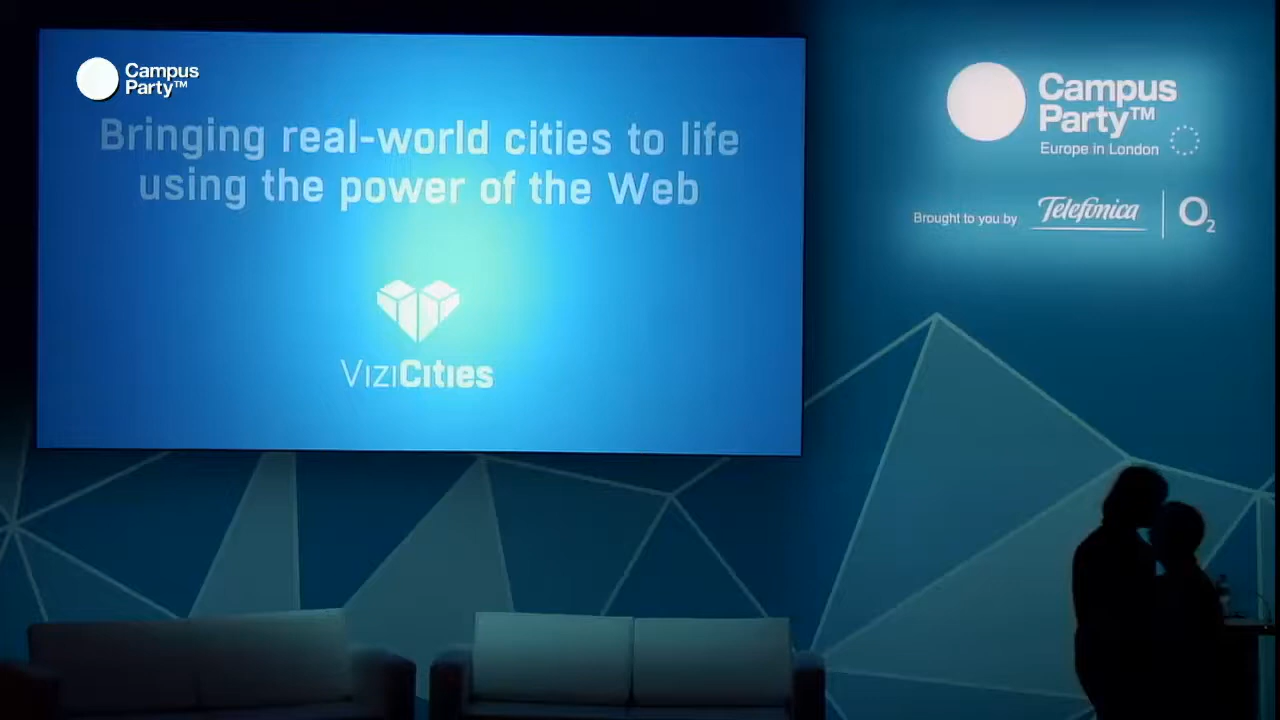 Campus
Party™
Bringing real-world cities to life
using the power of the Web
ViziCities
Campus
Party™
Europe in London
Brought to you by
Telefónica
O2